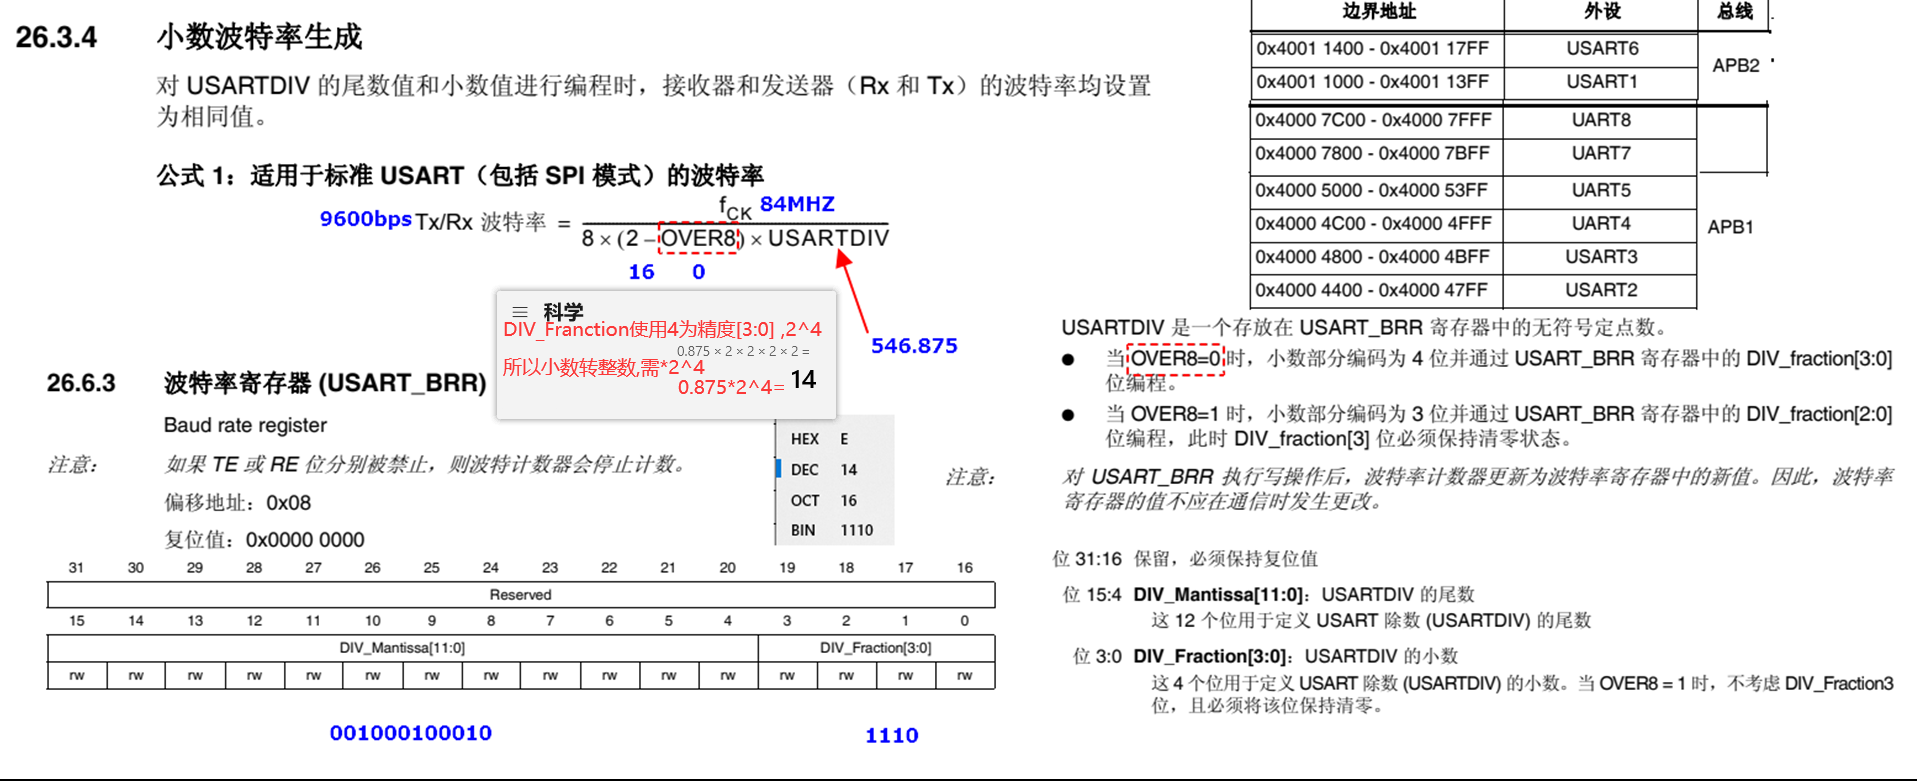 26.3.4 小数波特率生成
对 USARTDIV 的尾数值和小数值进行编程时，接收器和发送器（Rx 和 Tx）的波特率均设置
为相同值。
公式 1：适用于标准 USART（包括 SPI 模式）的波特率
9600bps Tx/Rx 波特率 =
fCK 84MHZ
8 × (2 – OVER8) × USARTDIV
16 0
546.875
科学
DIV_Franction使用4为精度[3:0] ,2^4
0.875 × 2 × 2 × 2 × 2 =
所以小数转整数,需*2^4
0.875*2^4= 14
HEX E
DEC 14
OCT 16
BIN 1110
26.6.3 波特率寄存器 (USART_BRR)
Baud rate register
注意： 如果 TE 或 RE 位分别被禁止，则波特计数器会停止计数。
偏移地址：0x08
复位值：0x0000 0000
31 30 29 28 27 26 25 24 23 22 21 20 19 18 17 16
Reserved
15 14 13 12 11 10 9 8 7 6 5 4 3 2 1 0
DIV_Mantissa[11:0] DIV_Fraction[3:0]
rw rw rw rw rw rw rw rw rw rw rw rw rw rw rw rw
001000100010 1110
边界地址 外设 总线
0x4001 1400 - 0x4001 17FF USART6
APB2
0x4001 1000 - 0x4001 13FF USART1
0x4000 7C00 - 0x4000 7FFF UART8
0x4000 7800 - 0x4000 7BFF UART7
0x4000 5000 - 0x4000 53FF UART5
0x4000 4C00 - 0x4000 4FFF UART4
APB1
0x4000 4800 - 0x4000 4BFF USART3
0x4000 4400 - 0x4000 47FF USART2
USARTDIV 是一个存放在 USART_BRR 寄存器中的无符号定点数。
● 当 OVER8=0 时，小数部分编码为 4 位并通过 USART_BRR 寄存器中的 DIV_fraction[3:0]
位编程。
● 当 OVER8=1 时，小数部分编码为 3 位并通过 USART_BRR 寄存器中的 DIV_fraction[2:0]
位编程，此时 DIV_fraction[3] 位必须保持清零状态。
注意： 对 USART_BRR 执行写操作后，波特率计数器更新为波特率寄存器中的新值。因此，波特率
寄存器的值不应在通信时发生更改。
位 31:16 保留，必须保持复位值
位 15:4 DIV_Mantissa[11:0]：USARTDIV 的尾数
这 12 个位用于定义 USART 除数 (USARTDIV) 的尾数
位 3:0 DIV_Fraction[3:0]：USARTDIV 的小数
这 4 个位用于定义 USART 除数 (USARTDIV) 的小数。当 OVER8 = 1 时，不考虑 DIV_Fraction3
位，且必须将该位保持清零。